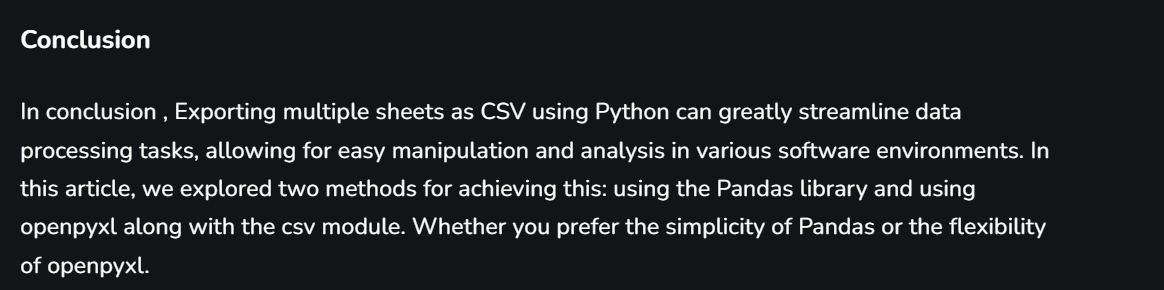 Conclusion
In conclusion , Exporting multiple sheets as CSV using Python can greatly streamline data
processing tasks, allowing for easy manipulation and analysis in various software environments. In
this article, we explored two methods for achieving this: using the Pandas library and using
openpyxl along with the csv module. Whether you prefer the simplicity of Pandas or the flexibility
of openpyxl.